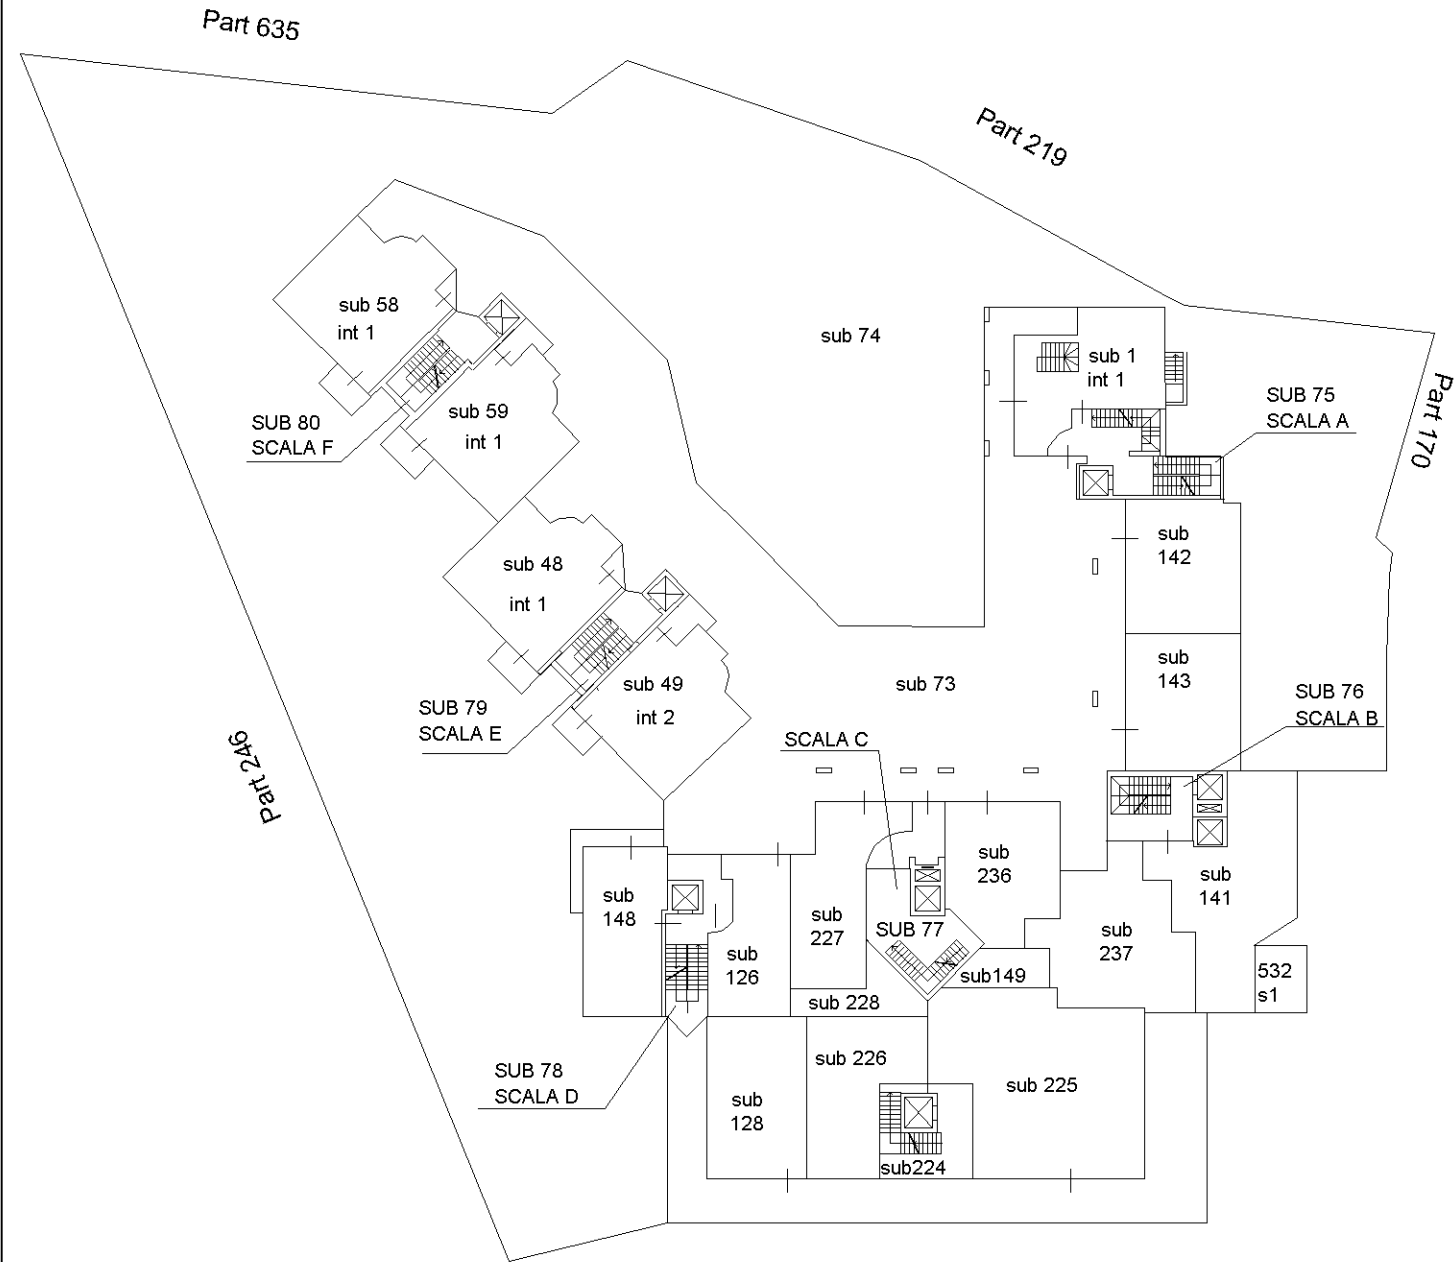 Part 635
Part 219
Part 170
Part 246
sub 58
int 1
SUB 80
SCALA F
sub 59
int 1
sub 74
sub 1
int 1
SUB 75
SCALA A
sub
142
sub 48
int 1
sub 49
int 2
SUB 79
SCALA E
sub 73
sub
143
SUB 76
SCALA B
SCALA C
sub
148
sub
126
sub
227
SUB 77
sub
236
sub
237
sub
141
532
s1
sub149
sub 228
SUB 78
SCALA D
sub
128
sub 226
sub 225
sub224